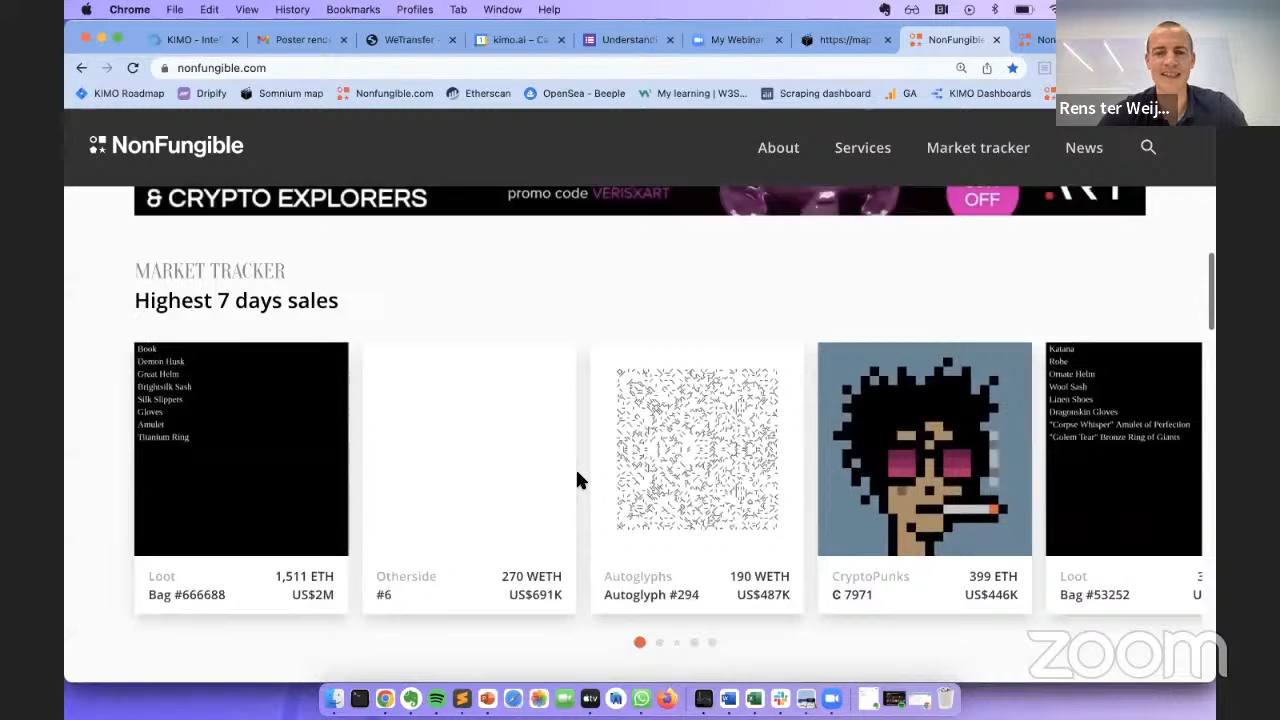 Chrome File Edit View History Bookmarks Profiles Tab Window Help
KIMO - Inte Poster rende WeTransfer - kimo.ai - Ca Understandi My Webinar https://map NonFungible Non
nonfungible.com
KIMO Roadmap Dripify Somnium map Nonfungible.com Etherscan OpenSea - Beeple My learning | W3S... Scraping dashboard GA KIMO Dashboards
Rens ter Weij...
NonFungible
About Services Market tracker News
& CRYPTO EXPLORERS promo code VERISXART OFF .ART
MARKET TRACKER
Highest 7 days sales
Book
Demon Husk
Great Helm
Brightsilk Sash
Silk Slippers
Gloves
Amulet
Titanium Ring
Loot 1,511 ETH
Bag #666688 US$2M
Otherside 270 WETH
#6 US$691K
Autoglyphs 190 WETH
Autoglyph #294 US$487K
CryptoPunks 399 ETH
C 7971 US$446K
Katana
Robe
Ornate Helm
Wool Sash
Linen Shoes
Dragonskin Gloves
"Corpse Whisper" Amulet of Perfection
"Golem Tear" Bronze Ring of Giants
Loot 3
Bag #53252 U
zoom
tv